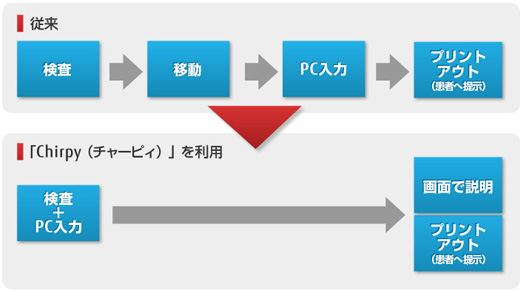 従来
検査
移動
PC入力
プリント
アウト
(患者へ提示)
「Chirpy (チャーピィ) 」を利用
検査
+
PC入力
画面で説明
プリント
アウト
(患者へ提示)